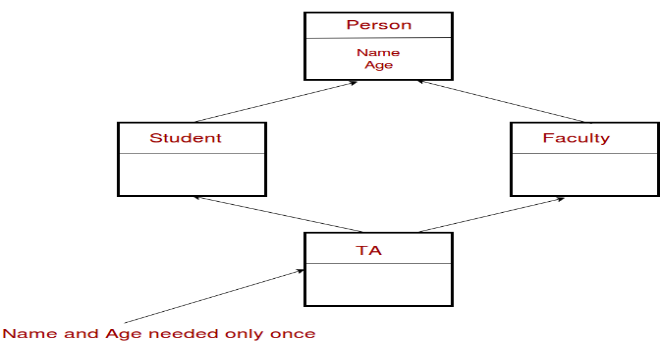 Person
Name
Age
Student
Faculty
TA
Name and Age needed only once